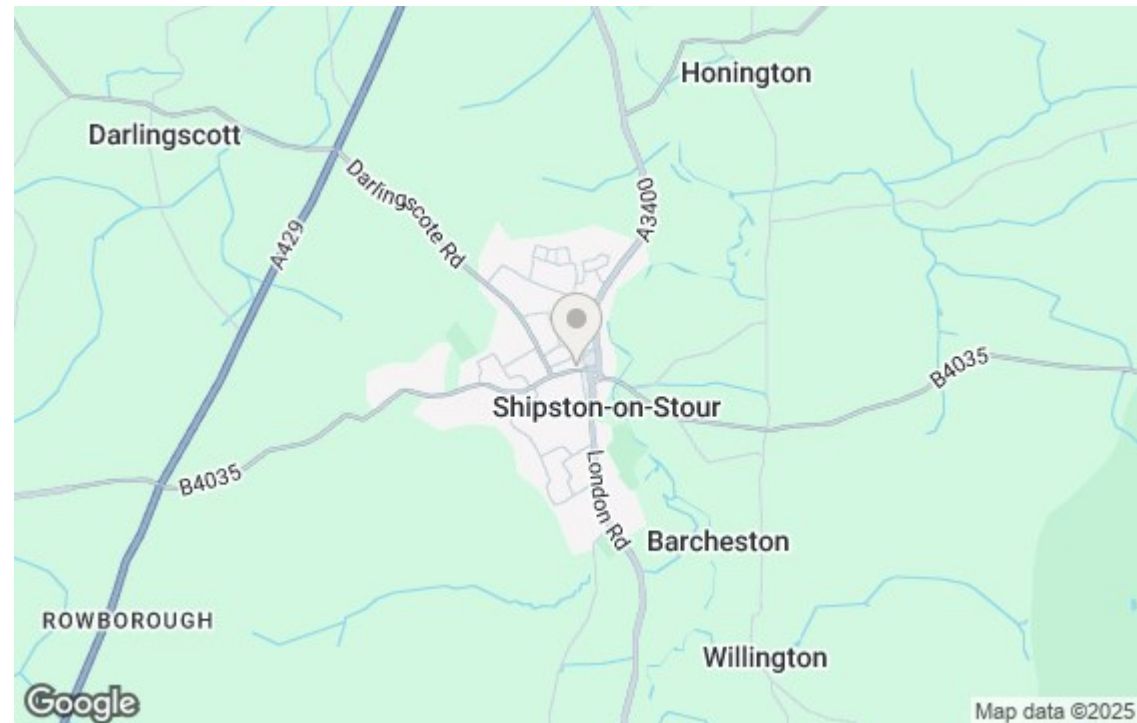 Honington
Darlingscott
Darlingscote Rd
A3400
A429
B4035
Shipston-on-Stour
B4035
London Rd
Barcheston
ROWBOROUGH
Willington
Google
Map data ©2025